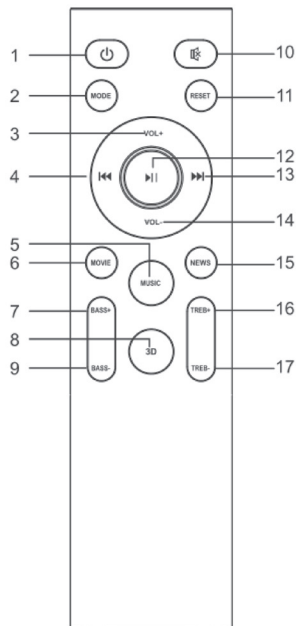 1 10
2 MODE RESET 11
3 VOL+
12
4 13
VOL- 14
5
6 MOVIE MUSIC NEWS 15
7 BASS+ TREB+ 16
8 3D
9 BASS- TREB- 17